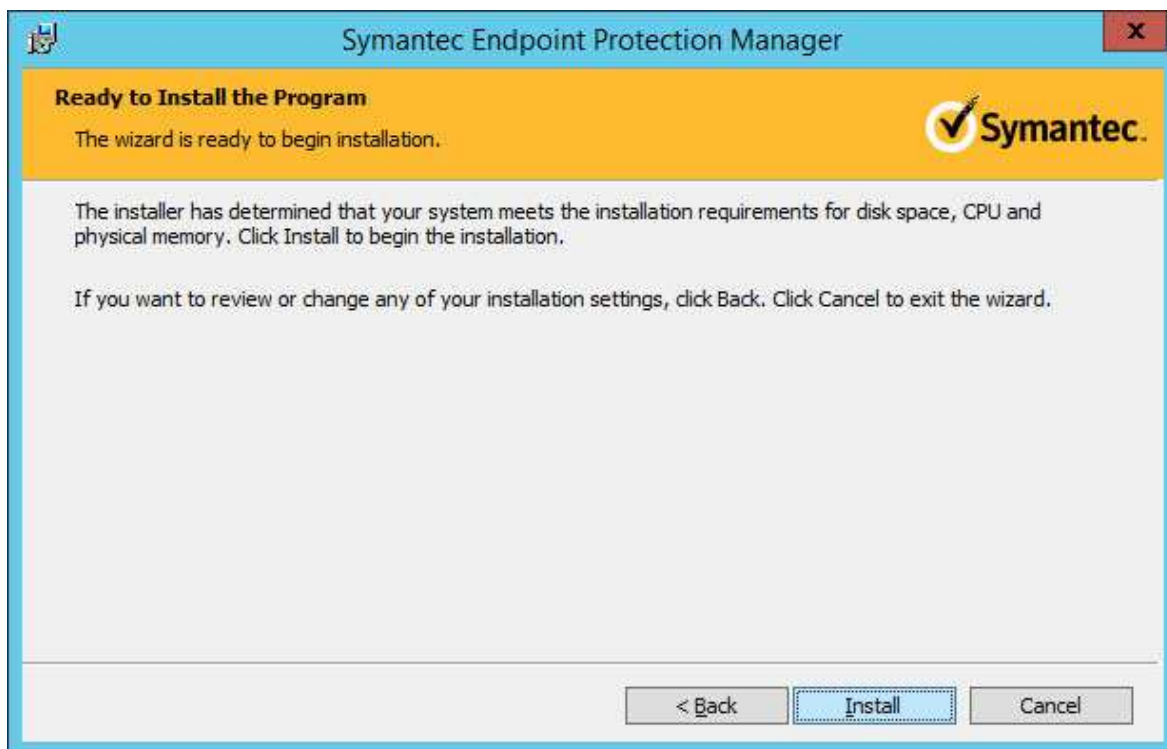 Symantec Endpoint Protection Manager
x
Ready to Install the Program
The wizard is ready to begin installation.
Symantec.
The installer has determined that your system meets the installation requirements for disk space, CPU and
physical memory. Click Install to begin the installation.
If you want to review or change any of your installation settings, click Back. Click Cancel to exit the wizard.
< Back
Install
Cancel